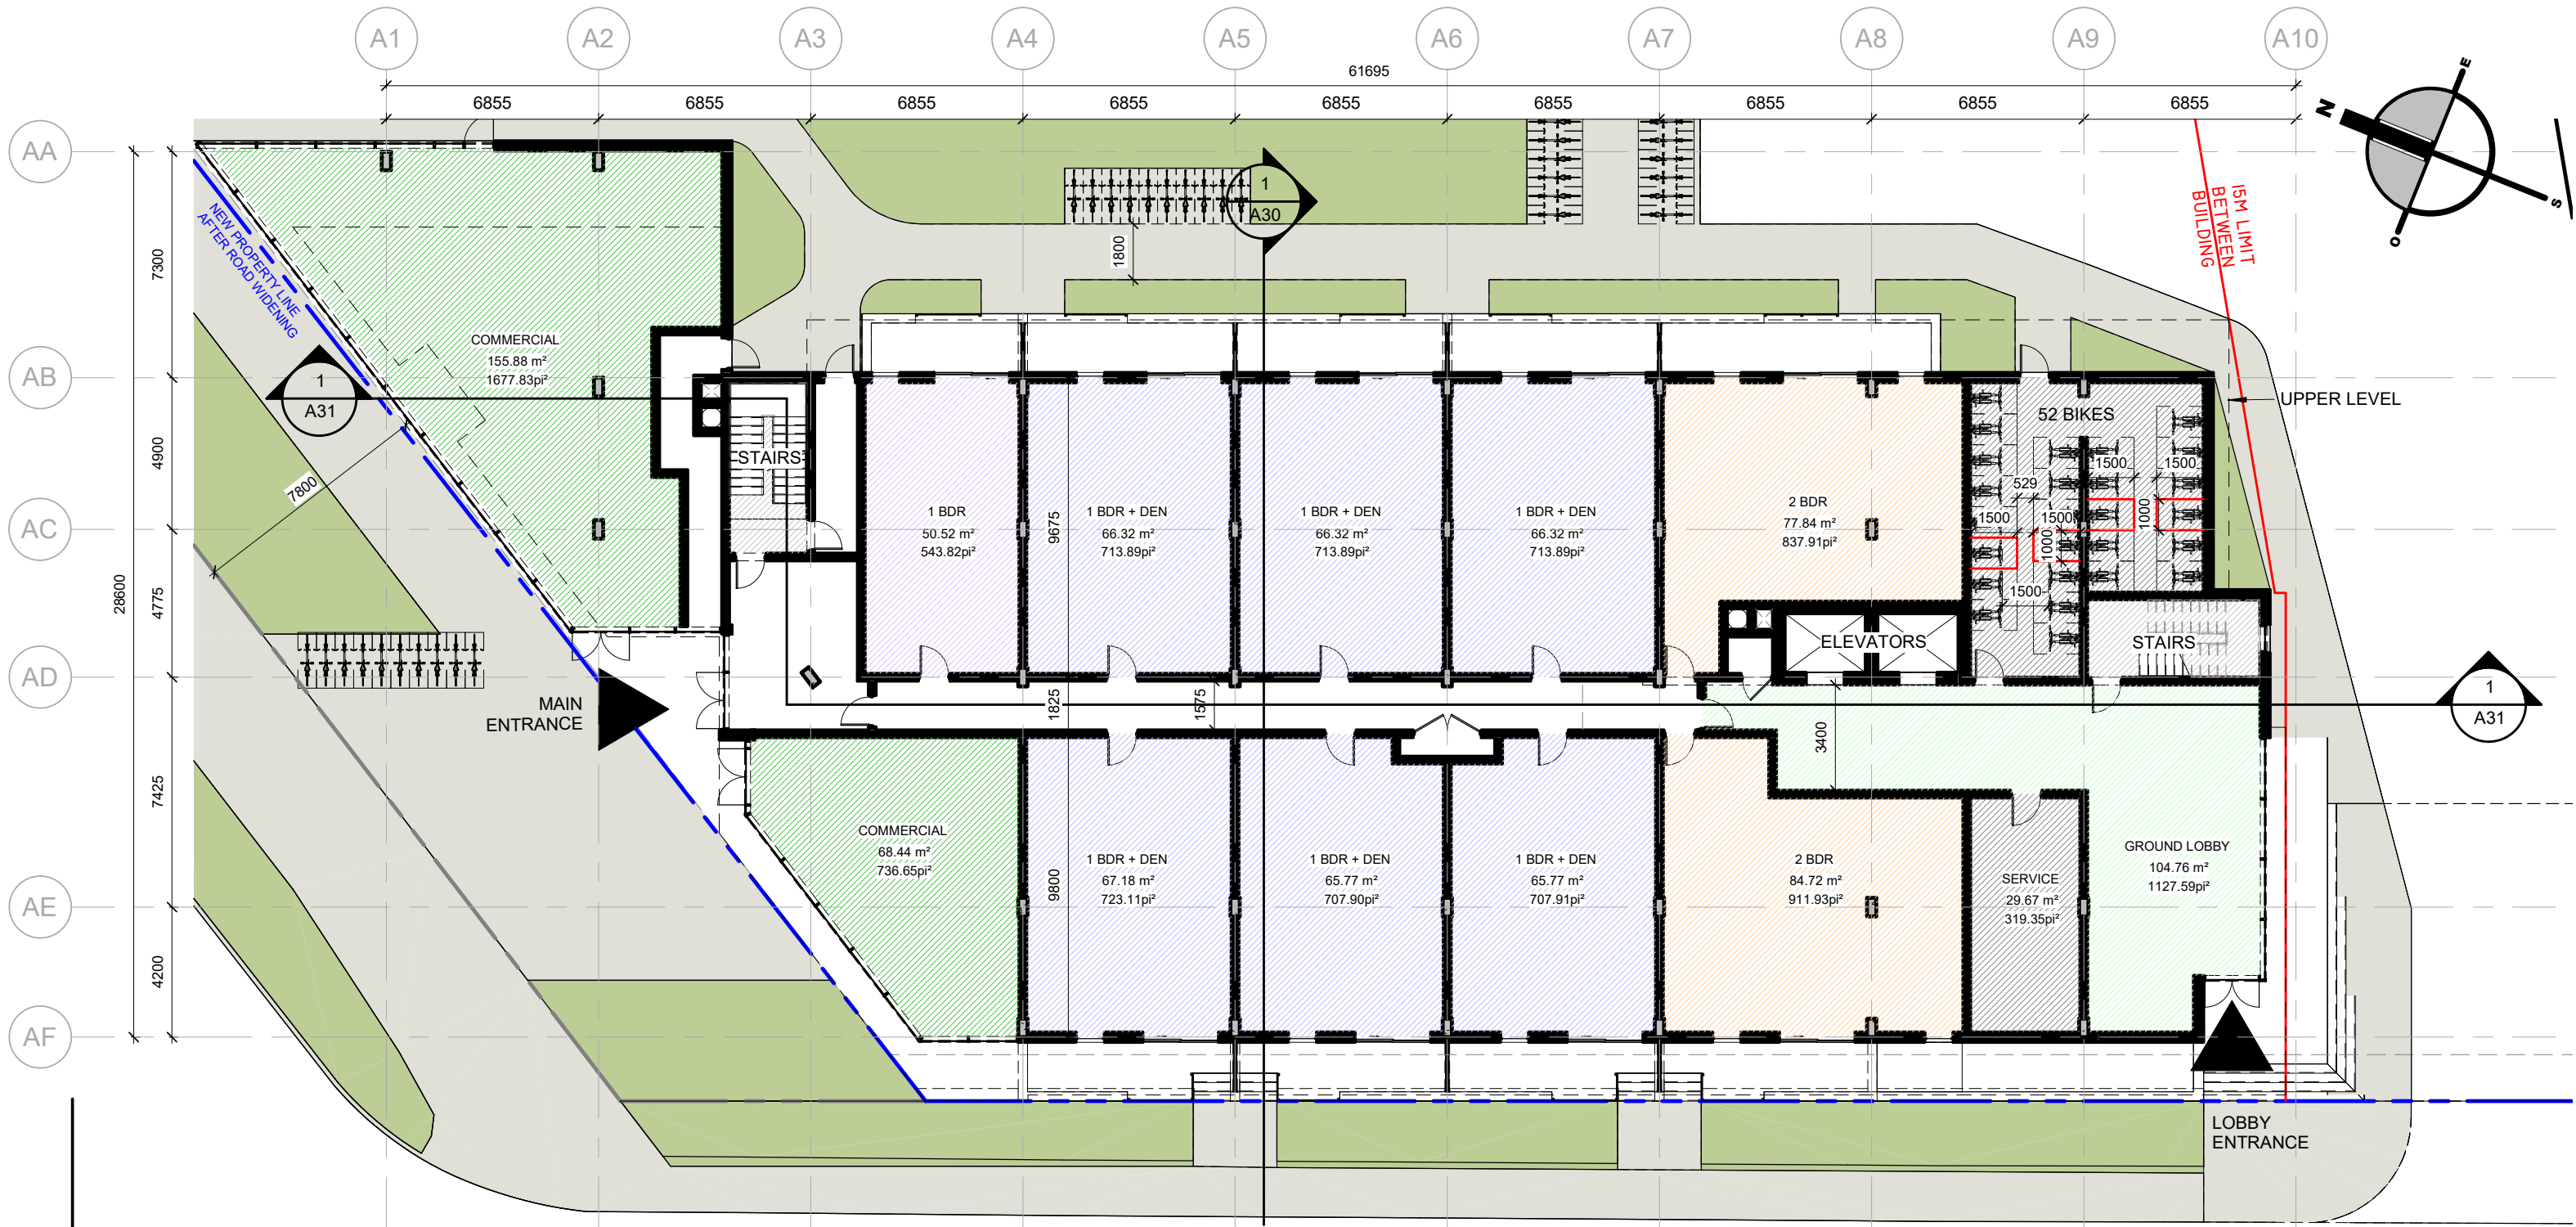 A1
A2
A3
A4
A5
A6
A7
A8
A9
A10
61695
6855
6855
6855
6855
6855
6855
6855
6855
6855
AA
AB
AC
AD
AE
AF
28600
7300
4900
4775
7425
4200
N
E
S
O
15M LIMIT
BETWEEN
BUILDING
NEW PROPERTY LINE
AFTER ROAD WIDENING
1
A30
1800
COMMERCIAL
155.88 m²
1677.83pi²
1
A31
7800
STAIRS
1 BDR
50.52 m²
543.82pi²
1 BDR + DEN
66.32 m²
713.89pi²
9675
1 BDR + DEN
66.32 m²
713.89pi²
1 BDR + DEN
66.32 m²
713.89pi²
2 BDR
77.84 m²
837.91pi²
52 BIKES
1500
1500
529
1500
1500
1000
1000
1500
UPPER LEVEL
ELEVATORS
STAIRS
MAIN
ENTRANCE
1825
1575
3400
1
A31
COMMERCIAL
68.44 m²
736.65pi²
9800
1 BDR + DEN
67.18 m²
723.11pi²
1 BDR + DEN
65.77 m²
707.90pi²
1 BDR + DEN
65.77 m²
707.91pi²
2 BDR
84.72 m²
911.93pi²
SERVICE
29.67 m²
319.35pi²
GROUND LOBBY
104.76 m²
1127.59pi²
LOBBY
ENTRANCE